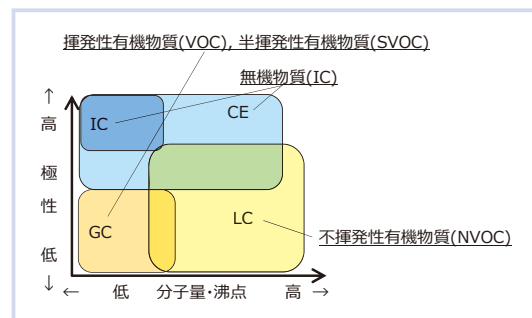 揮発性有機物質(VOC), 半揮発性有機物質(SVOC)
無機物質(IC)
↑
高
極
性
低
↓
IC
CE
GC
LC
不揮発性有機物質(NVOC)
← 低 分子量・沸点 高 →